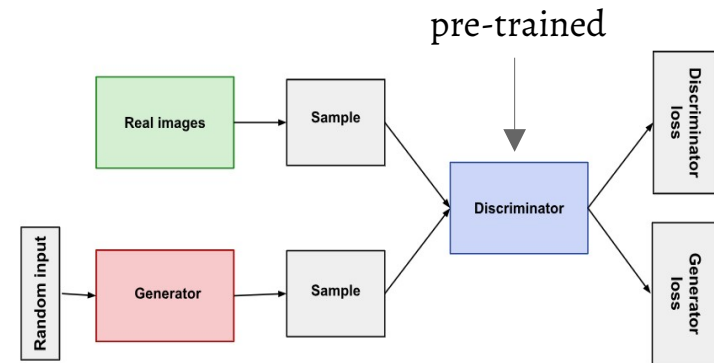 pre-trained
Real images
Sample
Discriminator
loss
Discriminator
Random input
Generator
Sample
Generator
loss